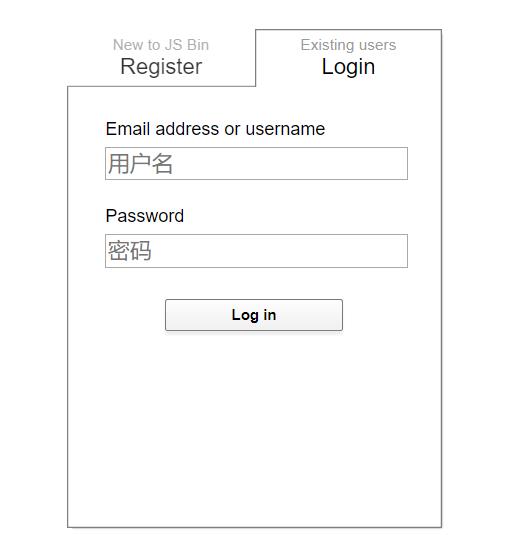 New to JS Bin
Register
Existing users
Login
Email address or username
用户名
Password
密码
Log in